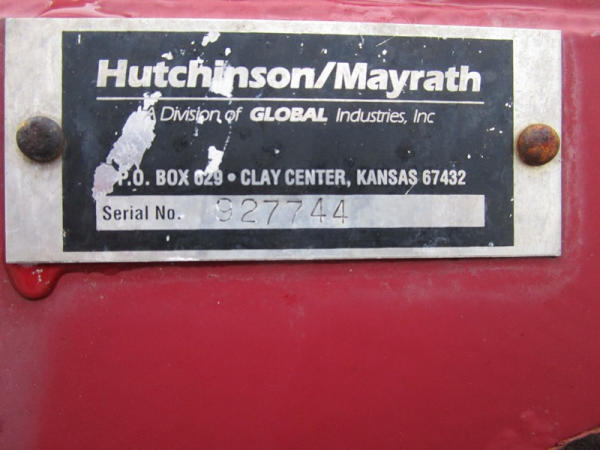 Hutchinson/Mayrath
A Division of GLOBAL Industries, Inc
P.O. BOX 629 • CLAY CENTER, KANSAS 67432
Serial No. 927744